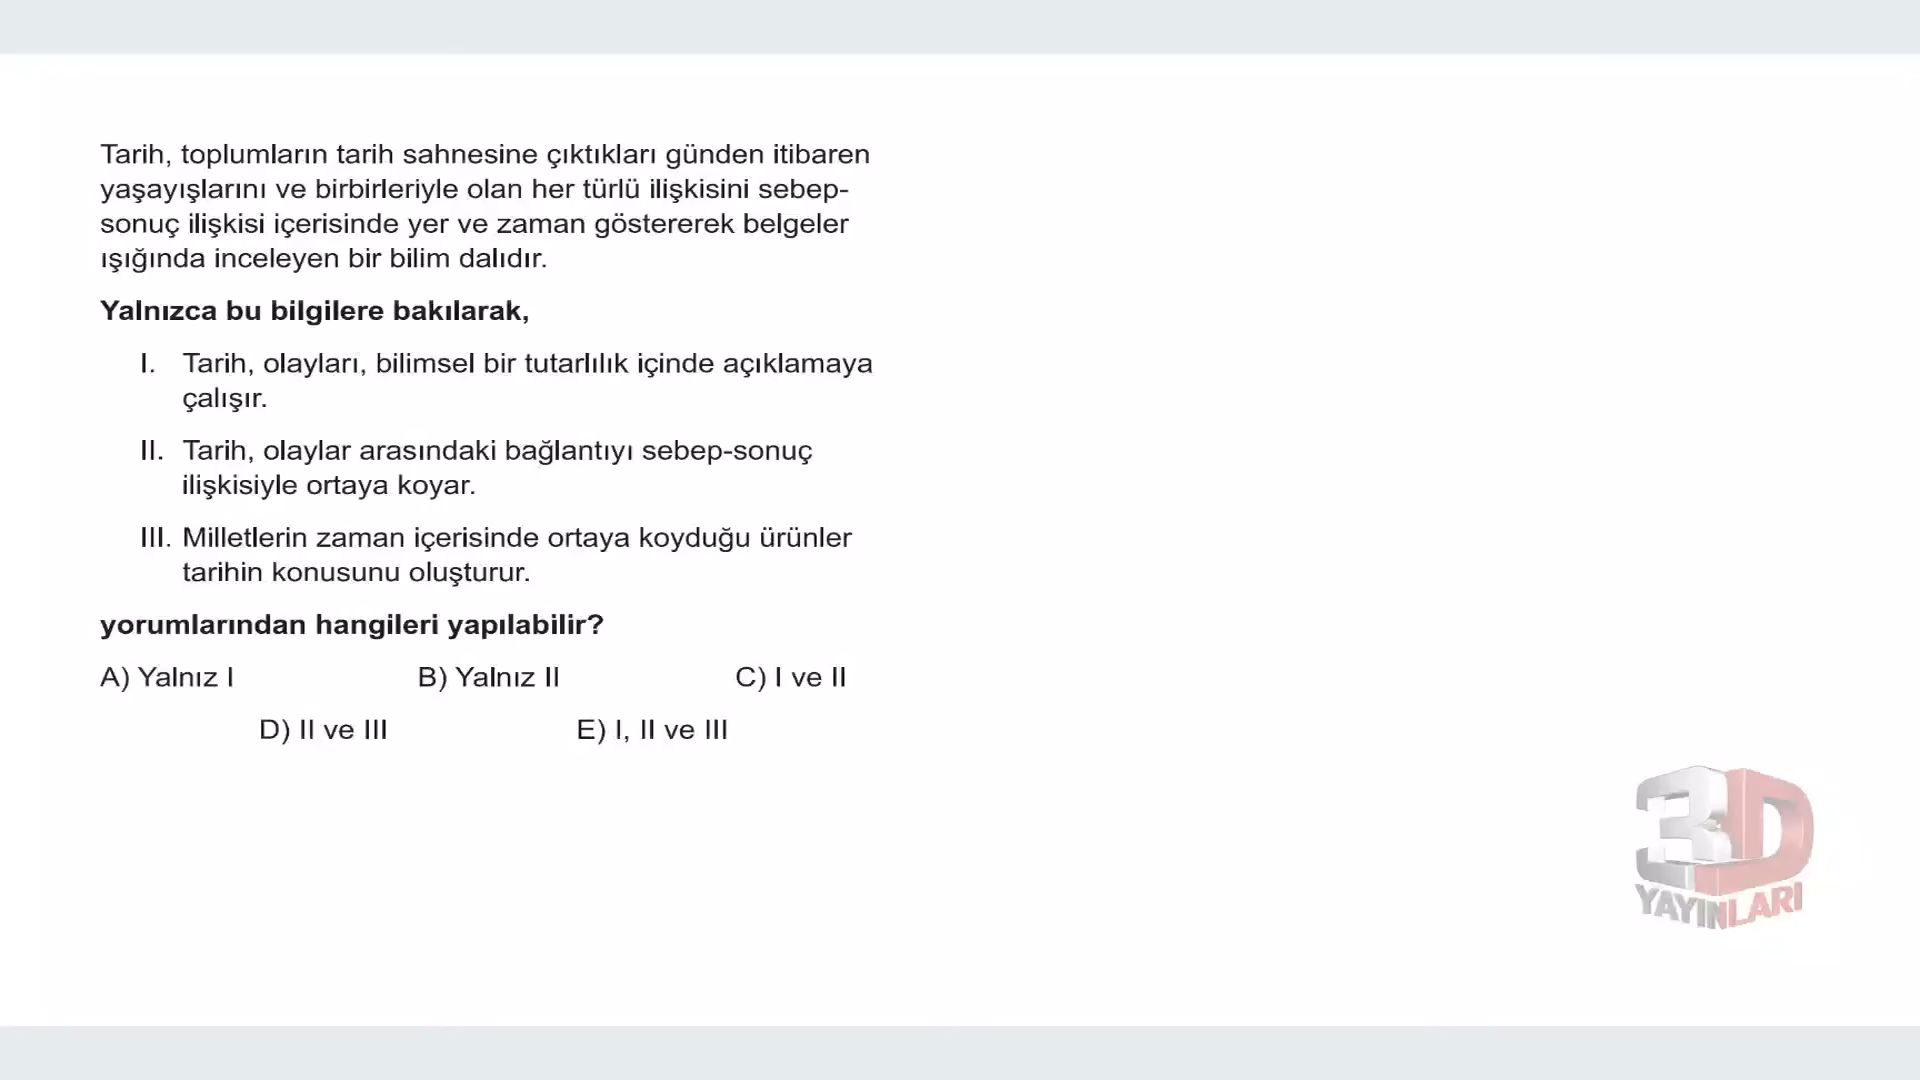 Tarih, toplumların tarih sahnesine çıktıkları günden itibaren
yaşayışlarını ve birbirleriyle olan her türlü ilişkisini sebep-
sonuç ilişkisi içerisinde yer ve zaman göstererek belgeler
ışığında inceleyen bir bilim dalıdır.
Yalnızca bu bilgilere bakılarak,
I. Tarih, olayları, bilimsel bir tutarlılık içinde açıklamaya
çalışır.
II. Tarih, olaylar arasındaki bağlantıyı sebep-sonuç
ilişkisiyle ortaya koyar.
III. Milletlerin zaman içerisinde ortaya koyduğu ürünler
tarihin konusunu oluşturur.
yorumlarından hangileri yapılabilir?
A) Yalnız I B) Yalnız II C) I ve II
D) II ve III E) I, II ve III
3D
YAYINLARI